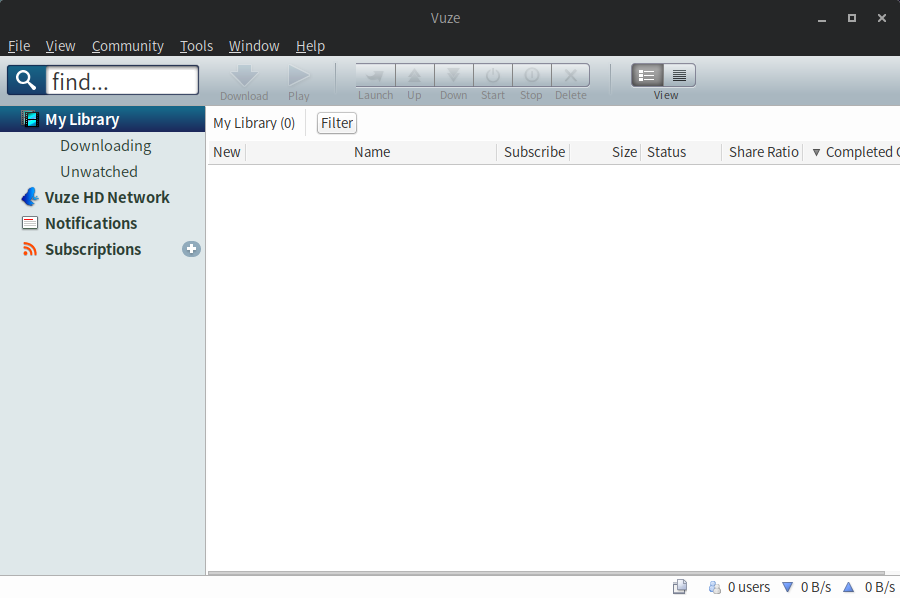 Vuze
File View Community Tools Window Help
find...
Download Play Launch Up Down Start Stop Delete View
My Library
Downloading
Unwatched
Vuze HD Network
Notifications
Subscriptions
My Library (0) Filter
New Name Subscribe Size Status Share Ratio Completed
0 users 0 B/s 0 B/s